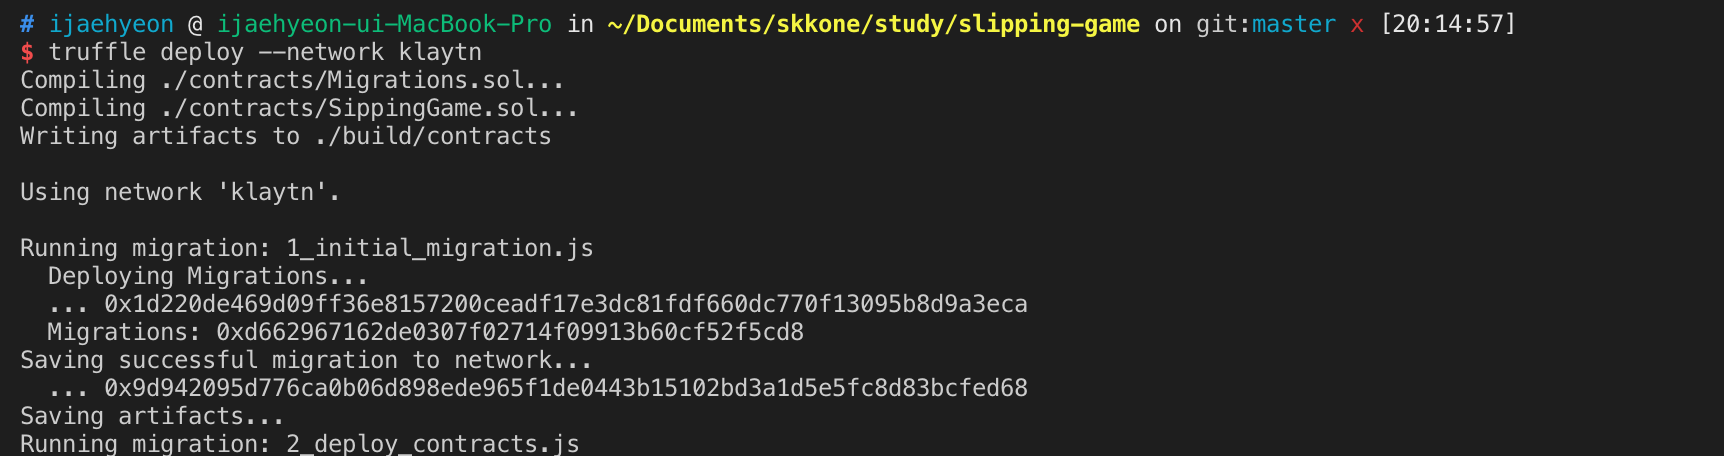 # ijaehyeon @ ijaehyeon-ui-MacBook-Pro in ~/Documents/skkone/study/slipping-game on git:master x [20:14:57]
$ truffle deploy --network klaytn
Compiling ./contracts/Migrations.sol...
Compiling ./contracts/SippingGame.sol...
Writing artifacts to ./build/contracts
Using network 'klaytn'.
Running migration: 1_initial_migration.js
Deploying Migrations...
... 0x1d220de469d09ff36e8157200ceadf17e3dc81fdf660dc770f13095b8d9a3eca
Migrations: 0xd662967162de0307f02714f09913b60cf52f5cd8
Saving successful migration to network...
... 0x9d942095d776ca0b06d898ede965f1de0443b15102bd3a1d5e5fc8d83bcfed68
Saving artifacts...
Running migration: 2_deploy_contracts.js